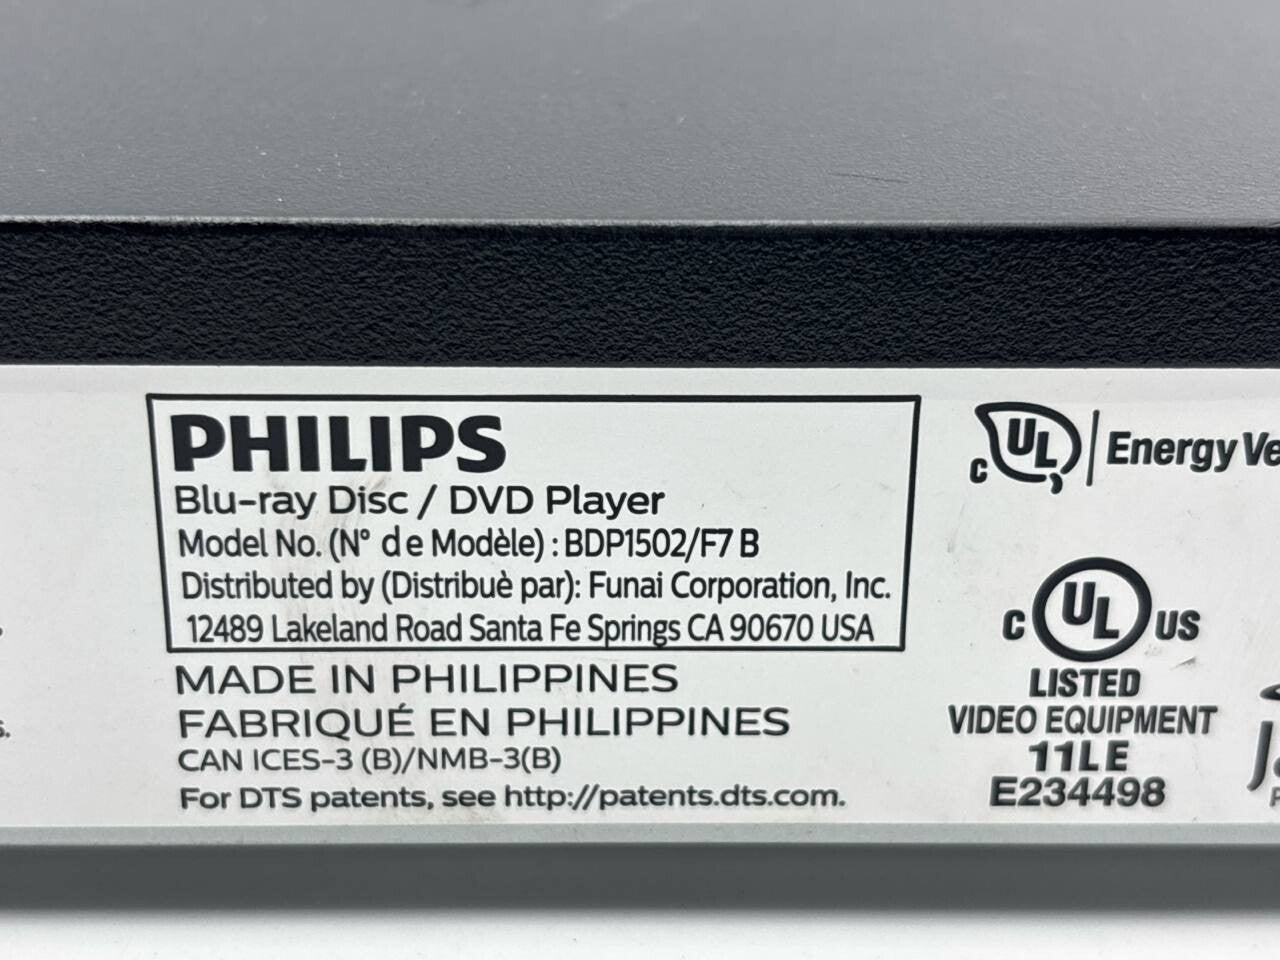 PHILIPS
Blu-ray Disc / DVD Player
Model No. (N° de Modèle) : BDP1502/F7 B
Distributed by (Distribuè par): Funai Corporation, Inc.
12489 Lakeland Road Santa Fe Springs CA 90670 USA
MADE IN PHILIPPINES
FABRIQUÉ EN PHILIPPINES
CAN ICES-3 (B)/NMB-3(B)
For DTS patents, see http://patents.dts.com.
C UL Energy Ve
C UL US
LISTED
VIDEO EQUIPMENT
11LE
E234498